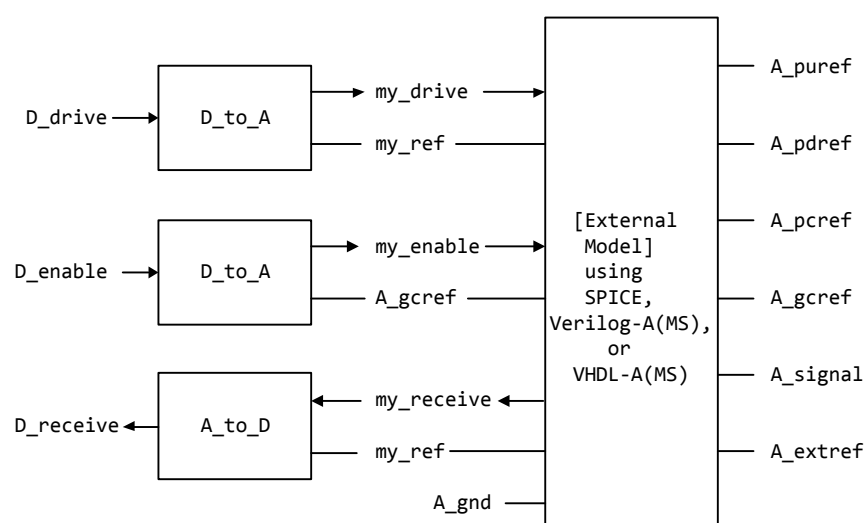 D_drive
D_to_A
my_drive
my_ref
D_enable
D_to_A
my_enable
A_gcref
D_receive
A_to_D
my_receive
my_ref
A_gnd
[External
Model]
using
SPICE,
Verilog-A(MS),
or
VHDL-A(MS)
A_puref
A_pdref
A_pcref
A_gcref
A_signal
A_extref